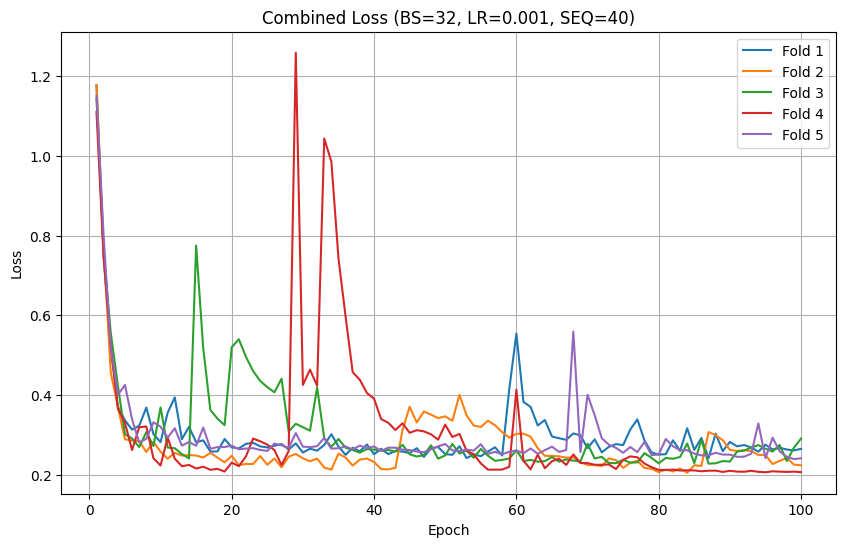 Combined Loss (BS=32, LR=0.001, SEQ=40)
Fold 1
Fold 2
Fold 3
Fold 4
Fold 5
Loss
1.2
1.0
0.8
0.6
0.4
0.2
0 20 40 60 80 100
Epoch